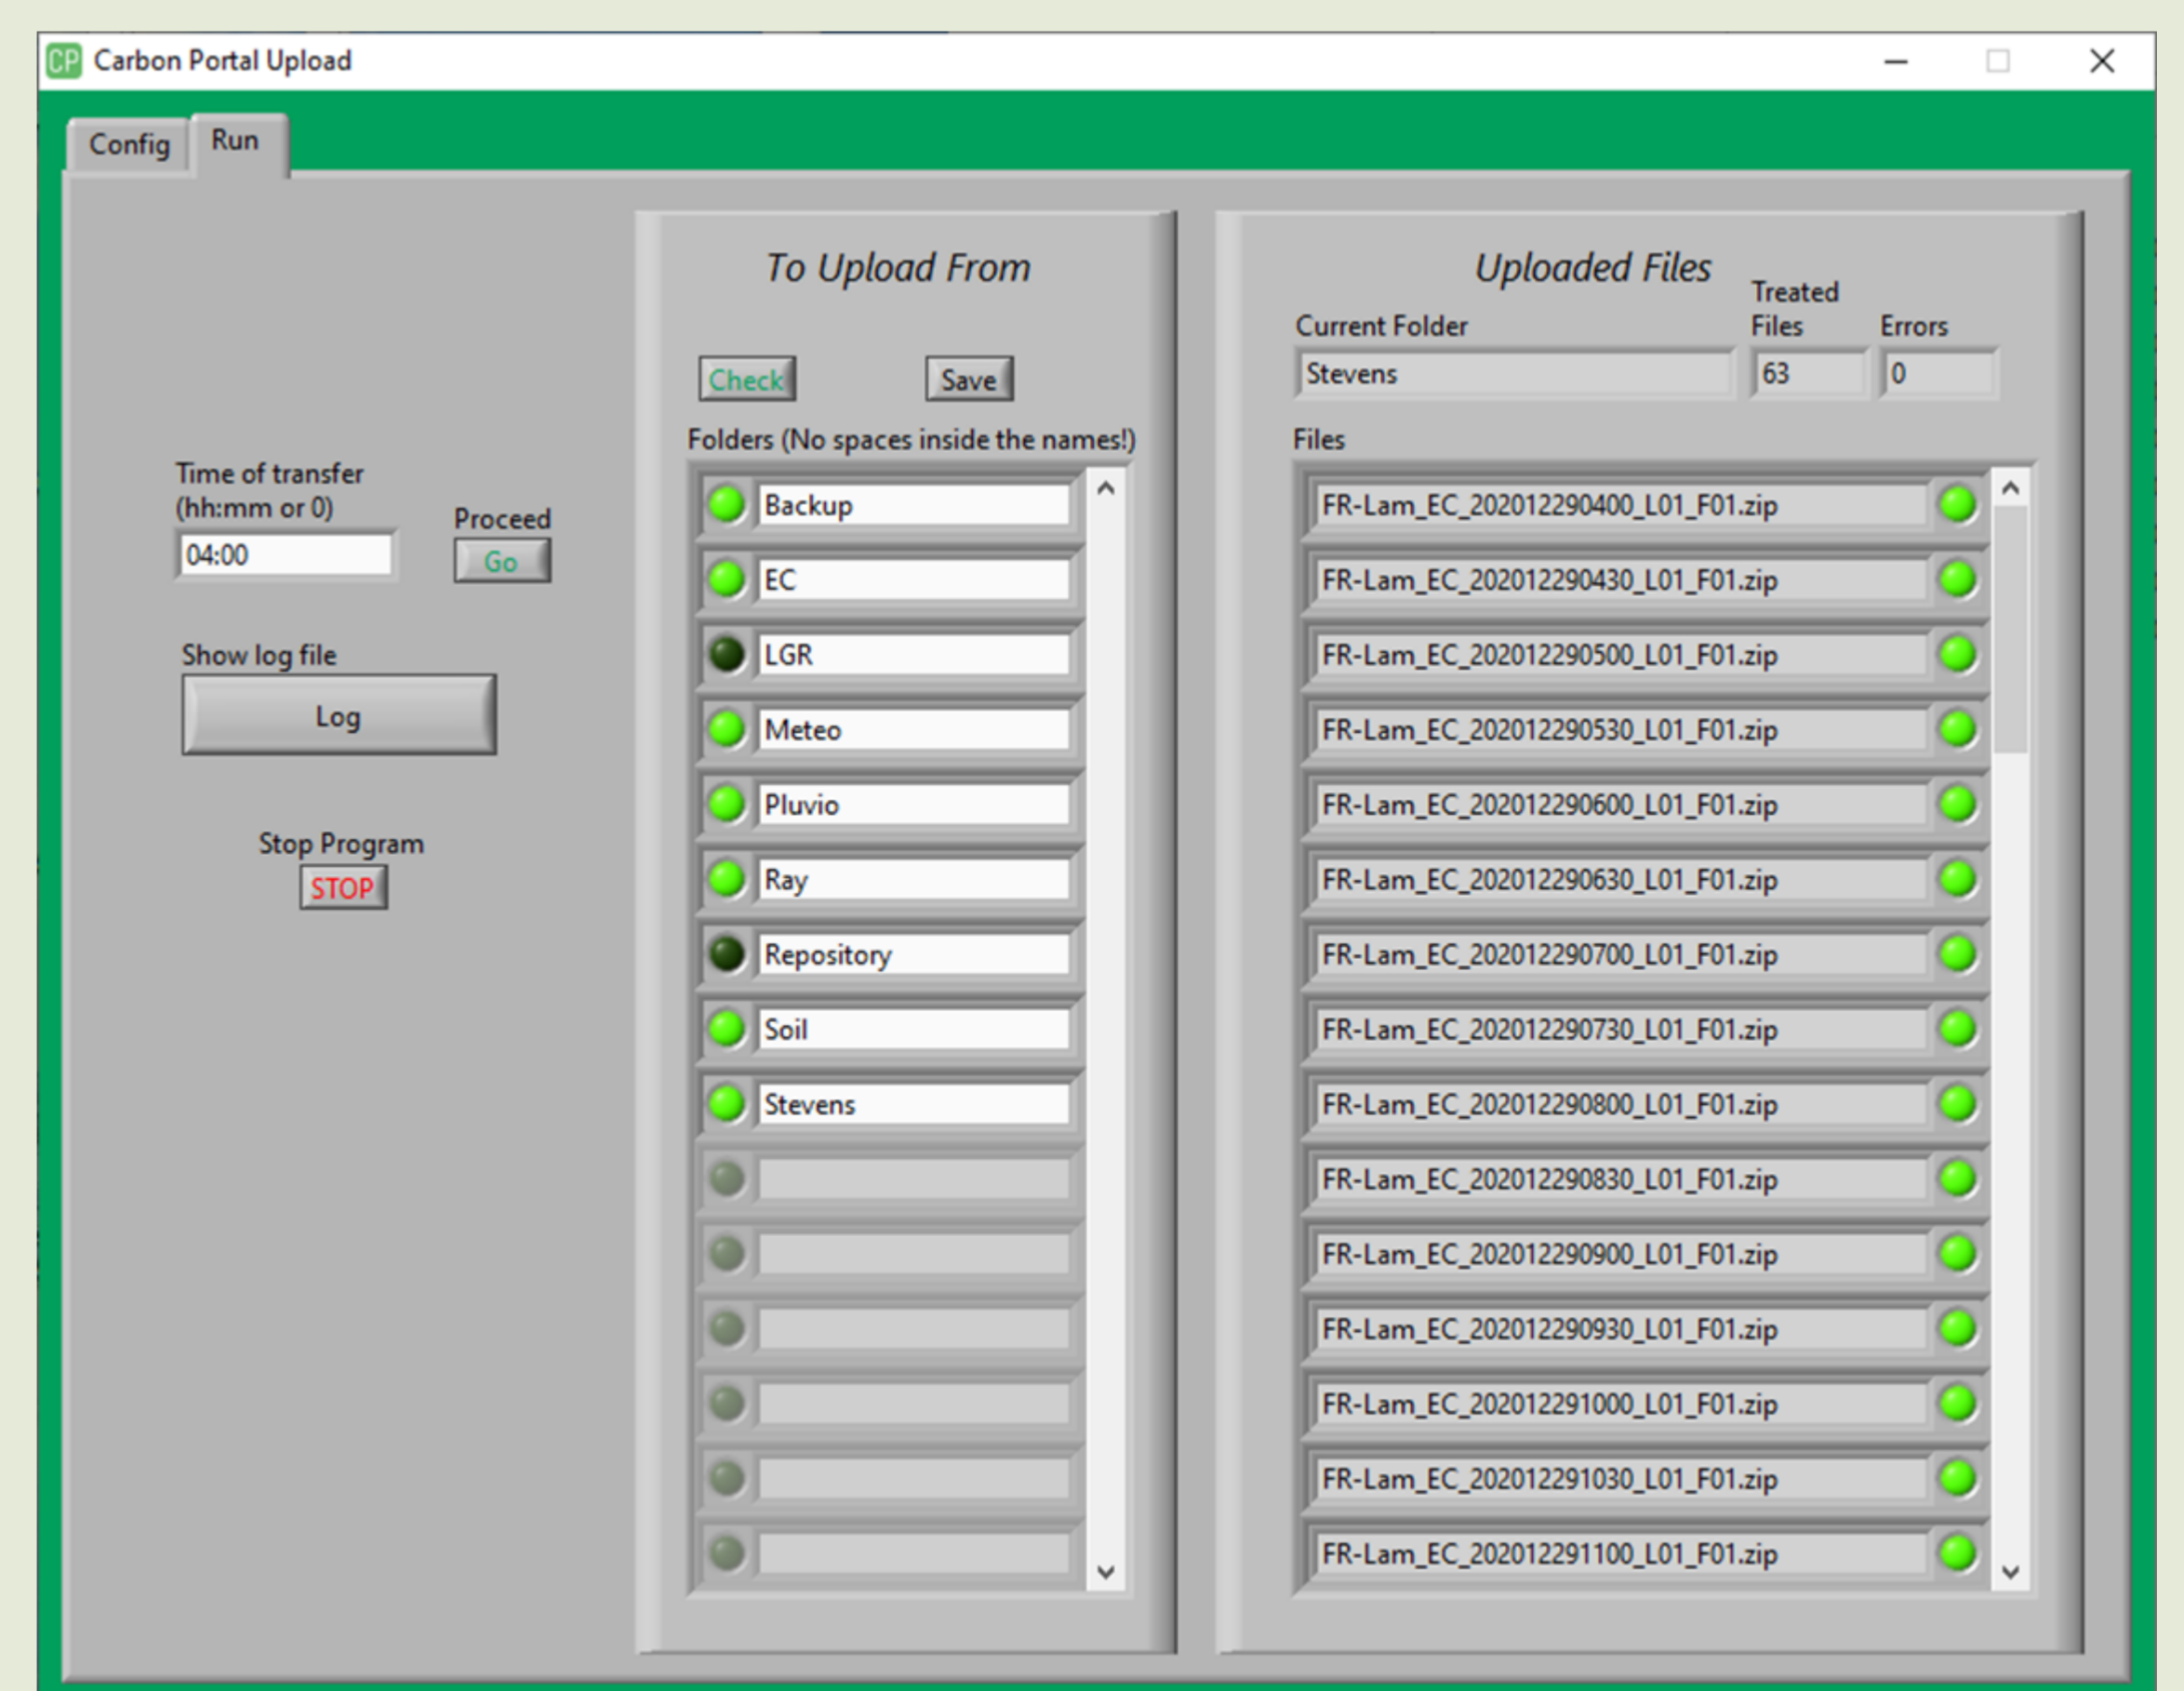 CP Carbon Portal Upload
Config
Run
Time of transfer
(hh:mm or 0)
04:00
Proceed
Go
Show log file
Log
Stop Program
STOP
To Upload From
Check
Save
Folders (No spaces inside the names!)
Backup
EC
LGR
Meteo
Pluvio
Ray
Repository
Soil
Stevens
Uploaded Files
Current Folder
Stevens
Treated
Files
63
Errors
0
Files
FR-Lam_EC_202012290400_L01_F01.zip
FR-Lam_EC_202012290430_L01_F01.zip
FR-Lam_EC_202012290500_L01_F01.zip
FR-Lam_EC_202012290530_L01_F01.zip
FR-Lam_EC_202012290600_L01_F01.zip
FR-Lam_EC_202012290630_L01_F01.zip
FR-Lam_EC_202012290700_L01_F01.zip
FR-Lam_EC_202012290730_L01_F01.zip
FR-Lam_EC_202012290800_L01_F01.zip
FR-Lam_EC_202012290830_L01_F01.zip
FR-Lam_EC_202012290900_L01_F01.zip
FR-Lam_EC_202012290930_L01_F01.zip
FR-Lam_EC_202012291000_L01_F01.zip
FR-Lam_EC_202012291030_L01_F01.zip
FR-Lam_EC_202012291100_L01_F01.zip